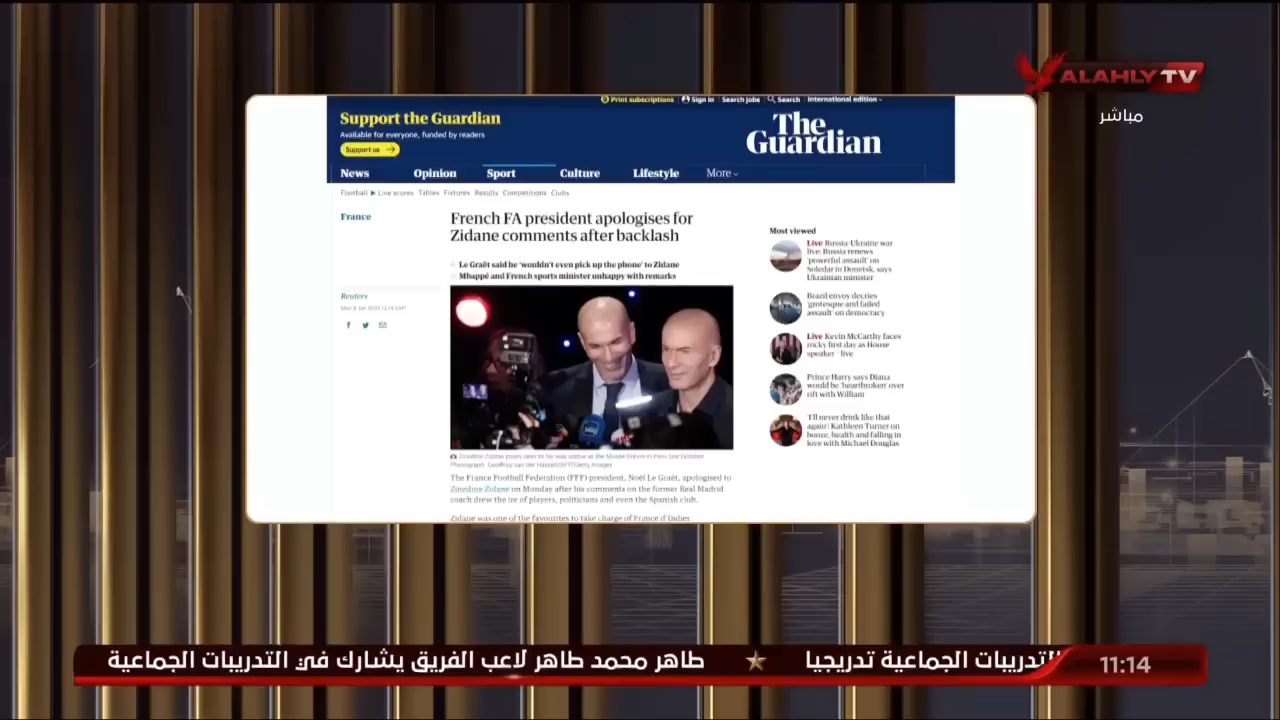 ALAHLY TV
مباشر
Print subscriptions
Sign in
Search jobs
Search
International edition
Support the Guardian
Available for everyone, funded by readers
Support us
The
Guardian
News
Opinion
Sport
Culture
Lifestyle
More
Football
Live scores
Tables
Fixtures
Results
Competitions
Clubs
France
French FA president apologises for
Zidane comments after backlash
Le Graët said he 'wouldn't even pick up the phone' to Zidane
Mbappé and French sports minister unhappy with remarks
Reuters
The France Football Federation (FFF) president, Noël Le Graët, apologised to
Zinedine Zidane on Monday after his comments on the former Real Madrid
coach drew the ire of players, politicians and even the Spanish club.
Zidane was one of the favourites to take charge of France if Didier
Most viewed
Live Russia-Ukraine war
live: Russia renews
'powerful assault' on
Soledar in Donetsk, says
Ukrainian minister
Brazil envoy decries
'grotesque and failed
assault' on democracy
Live Kevin McCarthy faces
rocky first day as House
speaker – live
Prince Harry says Diana
would be 'heartbroken' over
rift with William
'I'll never drink like that
again': Kathleen Turner on
booze, health and falling in
love with Michael Douglas
التدريبات الجماعية تدريجيا
طاهر محمد طاهر لاعب الفريق يشارك في التدريبات الجماعية
11:14